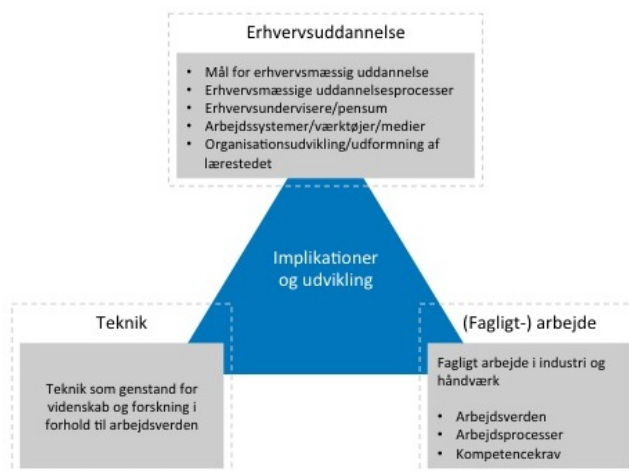 Erhvervsuddannelse
• Mål for erhvervsmæssig uddannelse
• Erhvervsmæssige uddannelsesprocesser
• Erhvervsundervisere/pensum
• Arbejdssystemer/værktøjer/medier
• Organisationsudvikling/udformning af
lærestedet
Implikationer
og udvikling
Teknik
Teknik som genstand for
videnskab og forskning i
forhold til arbejdsverden
(Fagligt-) arbejde
Fagligt arbejde i industri og
håndværk
• Arbejdsverden
• Arbejdsprocesser
• Kompetencekrav